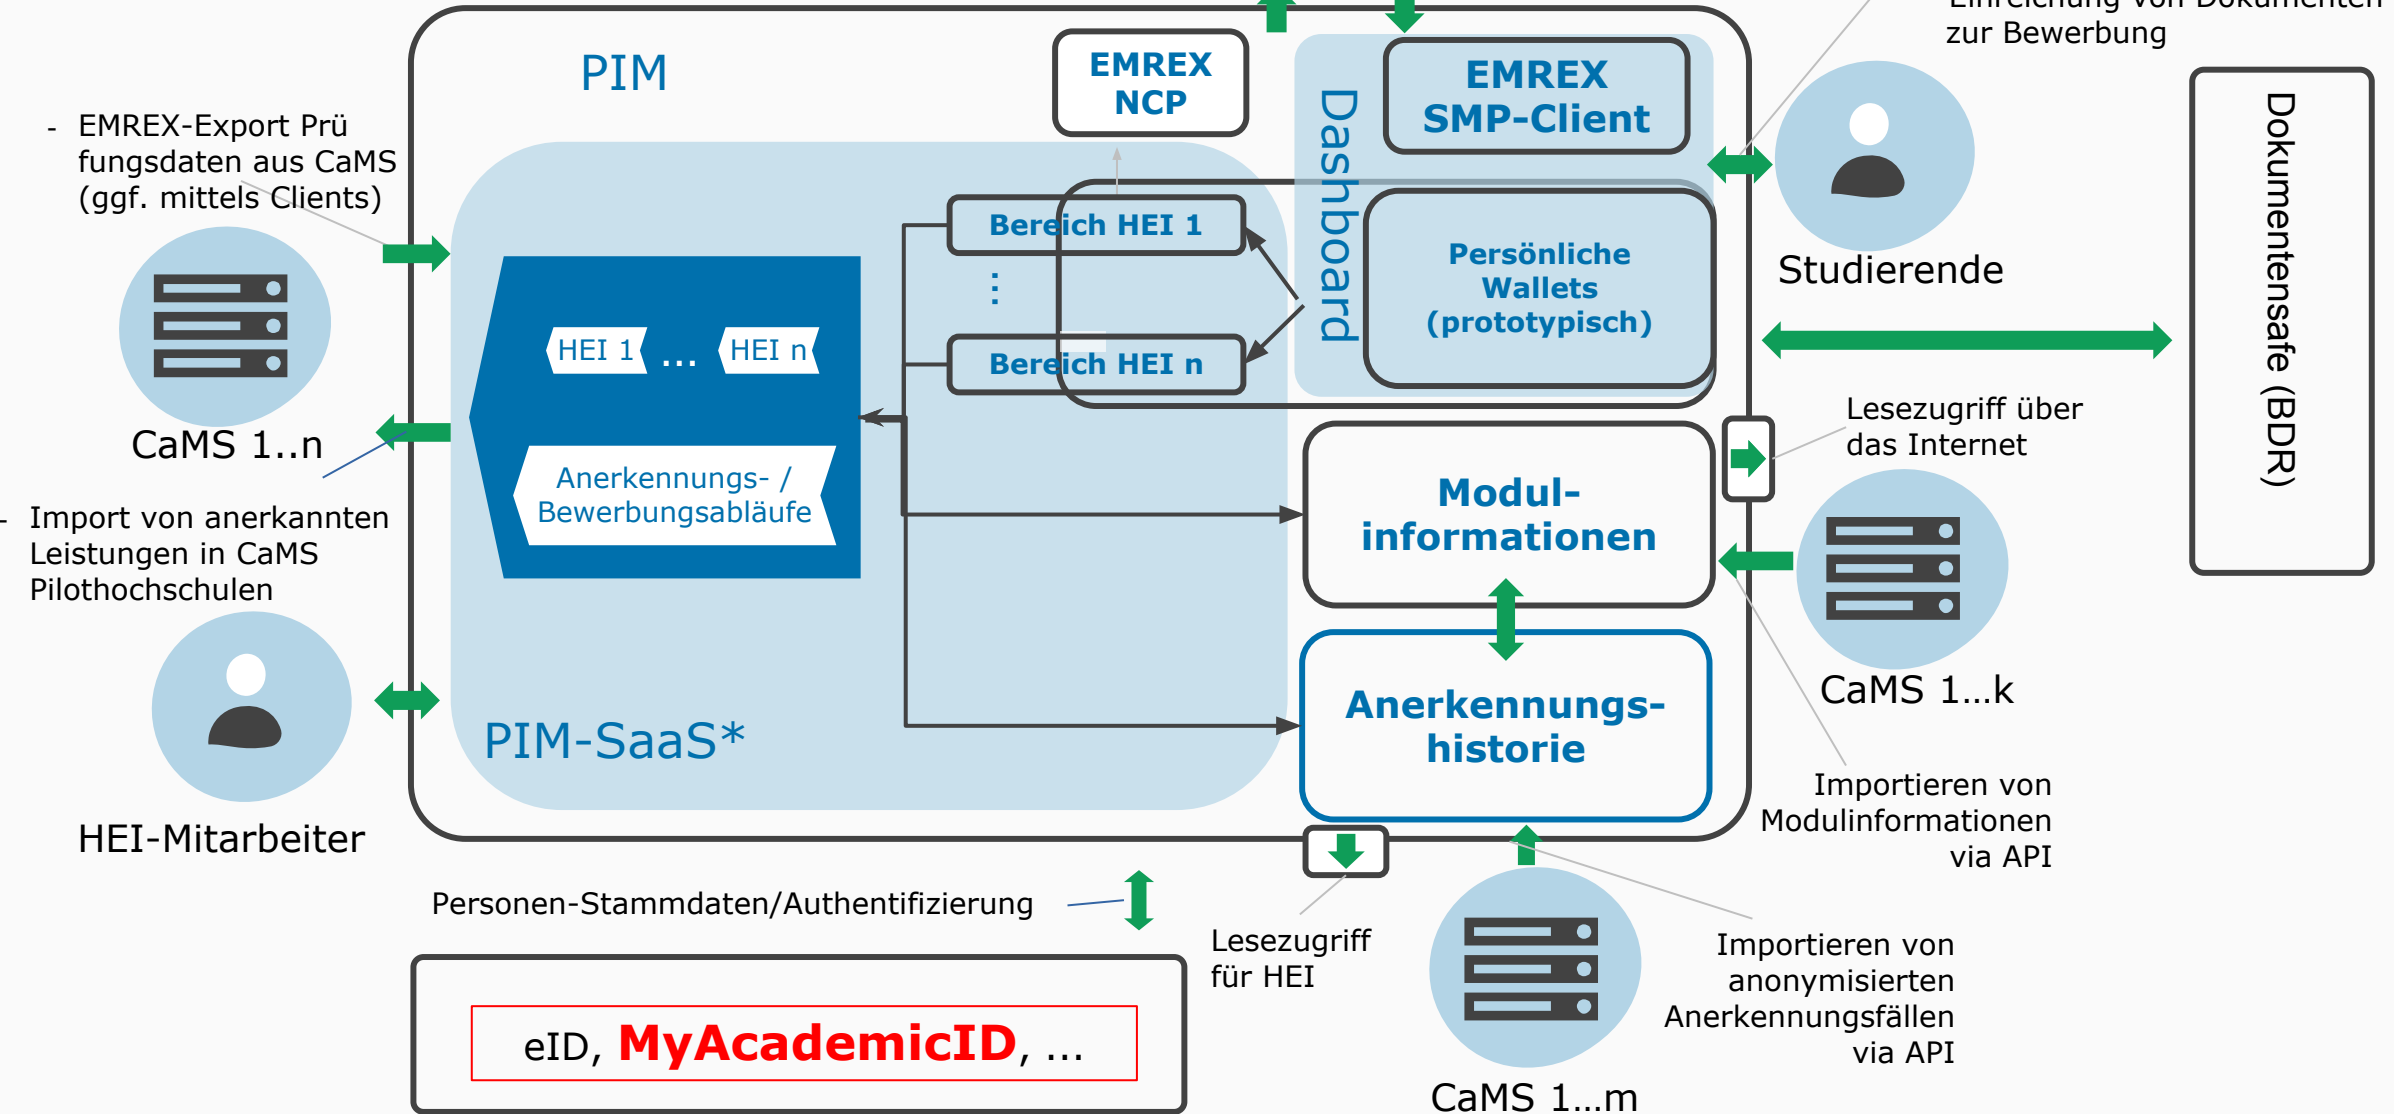 Einreichung von Dokumenten
zur Bewerbung
PIM
EMREX
NCP
EMREX
SMP-Client
Dashboard
- EMREX-Export Prü
fungsdaten aus CaMS
(ggf. mittels Clients)
Bereich HEI 1
⋮
Bereich HEI n
Persönliche
Wallets
(prototypisch)
Studierende
Dokumentensafe (BDR)
HEI 1 ... HEI n
CaMS 1..n
Anerkennungs- /
Bewerbungsabläufe
Lesezugriff über
das Internet
Modul-
informationen
- Import von anerkannten
Leistungen in CaMS
Pilothochschulen
CaMS 1...k
Anerkennungs-
historie
PIM-SaaS*
HEI-Mitarbeiter
Importieren von
Modulinformationen
via API
Personen-Stammdaten/Authentifizierung
Lesezugriff
für HEI
Importieren von
anonymisierten
Anerkennungsfällen
via API
eID, MyAcademicID, ...
CaMS 1...m